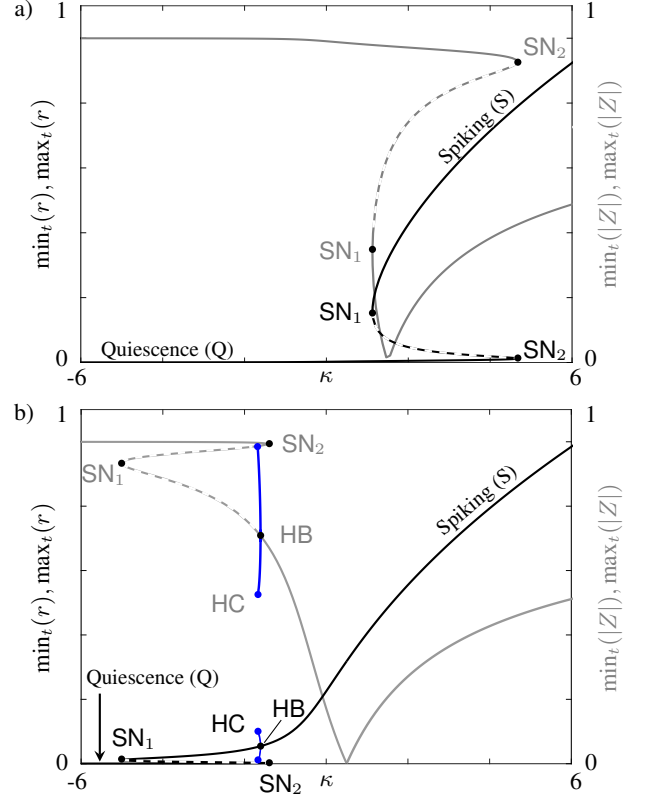 a)
1
1
SN₂
Spiking (S)
min_t(r), max_t(r)
min_t(|Z|), max_t(|Z|)
SN₁
SN₁
Quiescence (Q)
SN₂
0
0
-6
κ
6
b)
1
1
SN₂
SN₁
Spiking (S)
HB
min_t(r), max_t(r)
min_t(|Z|), max_t(|Z|)
HC
Quiescence (Q)
HC
HB
SN₁
0
0
-6
SN₂
κ
6